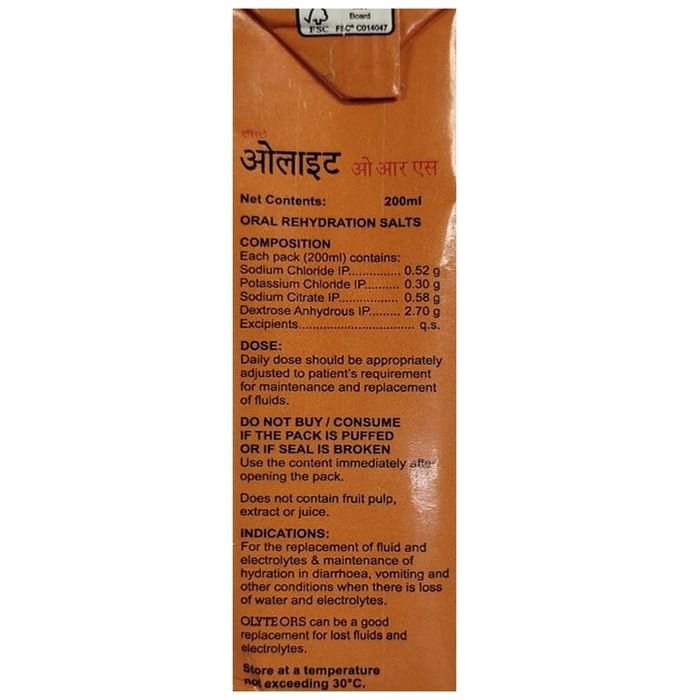 FSC
Board
FSC® C014047
एरिस्टो
ओलाइट ओ आर एस
Net Contents: 200ml
ORAL REHYDRATION SALTS
COMPOSITION
Each pack (200ml) contains:
Sodium Chloride IP.............. 0.52 g
Potassium Chloride IP.......... 0.30 g
Sodium Citrate IP................. 0.58 g
Dextrose Anhydrous IP......... 2.70 g
Excipients................................. q.s.
DOSE:
Daily dose should be appropriately
adjusted to patient's requirement
for maintenance and replacement
of fluids.
DO NOT BUY / CONSUME
IF THE PACK IS PUFFED
OR IF SEAL IS BROKEN
Use the content immediately after
opening the pack.
Does not contain fruit pulp,
extract or juice.
INDICATIONS:
For the replacement of fluid and
electrolytes & maintenance of
hydration in diarrhoea, vomiting and
other conditions when there is loss
of water and electrolytes.
OLYTE ORS can be a good
replacement for lost fluids and
electrolytes.
Store at a temperature
not exceeding 30°C.